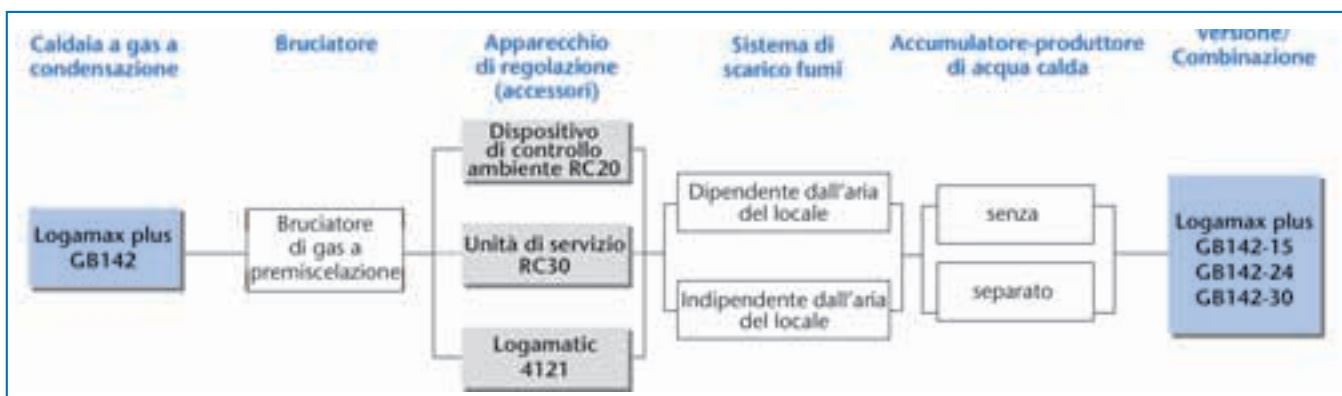 Caldaia a gas a
condensazione
Bruciatore
Apparecchio
di regolazione
(accessori)
Sistema di
scarico fumi
Accumulatore-produttore
di acqua calda
Versione/
Combinazione
Logamax plus
GB142
Bruciatore
di gas a
premiscelazione
Dispositivo
di controllo
ambiente RC20
Unità di servizio
RC30
Logamatic
4121
Dipendente dall'aria
del locale
Indipendente dall'aria
del locale
senza
separato
Logamax plus
GB142-15
GB142-24
GB142-30